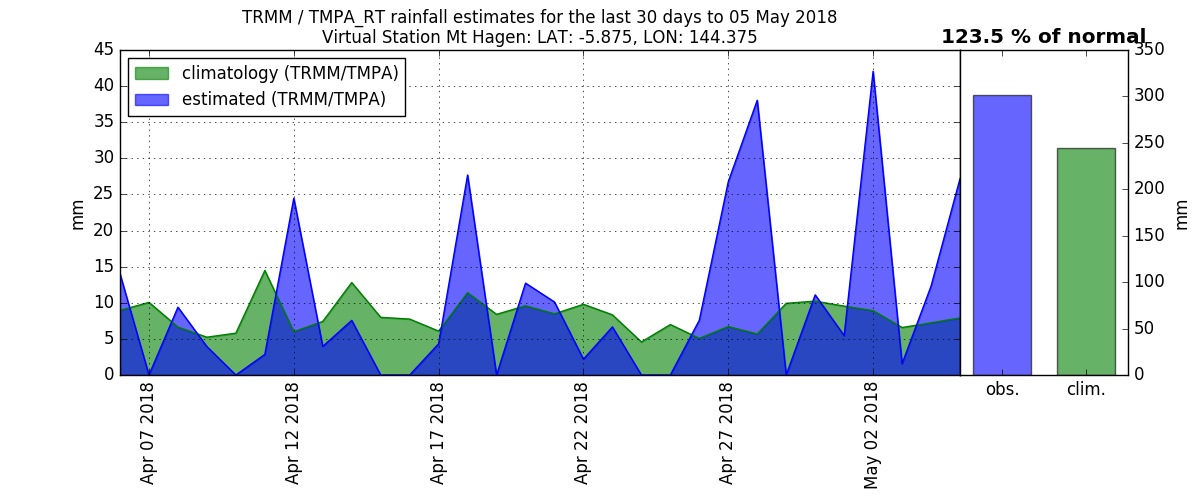 TRMM / TMPA_RT rainfall estimates for the last 30 days to 05 May 2018
Virtual Station Mt Hagen: LAT: -5.875, LON: 144.375
123.5 % of normal
climatology (TRMM/TMPA)
estimated (TRMM/TMPA)
mm
45
40
35
30
25
20
15
10
5
0
Apr 07 2018
Apr 12 2018
Apr 17 2018
Apr 22 2018
Apr 27 2018
May 02 2018
obs.
clim.
350
300
250
200
150
100
50
0
mm